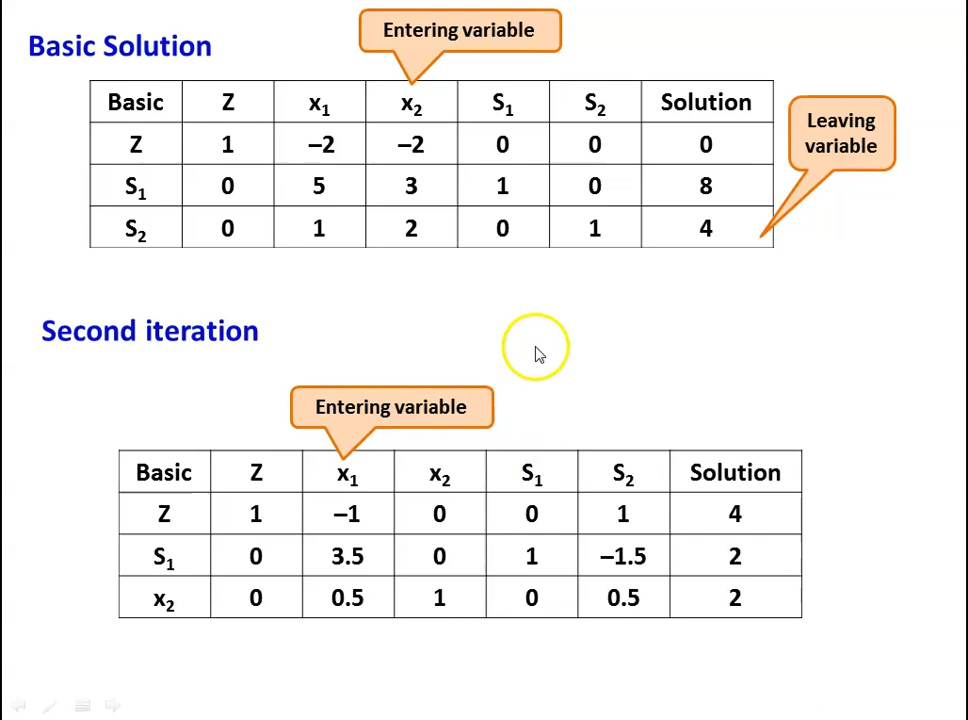 Entering variable
Basic Solution
Basic Z x₁ x₂ S₁ S₂ Solution
Z 1 –2 –2 0 0 0
S₁ 0 5 3 1 0 8
S₂ 0 1 2 0 1 4
Leaving
variable
Second iteration
Entering variable
Basic Z x₁ x₂ S₁ S₂ Solution
Z 1 –1 0 0 1 4
S₁ 0 3.5 0 1 –1.5 2
x₂ 0 0.5 1 0 0.5 2